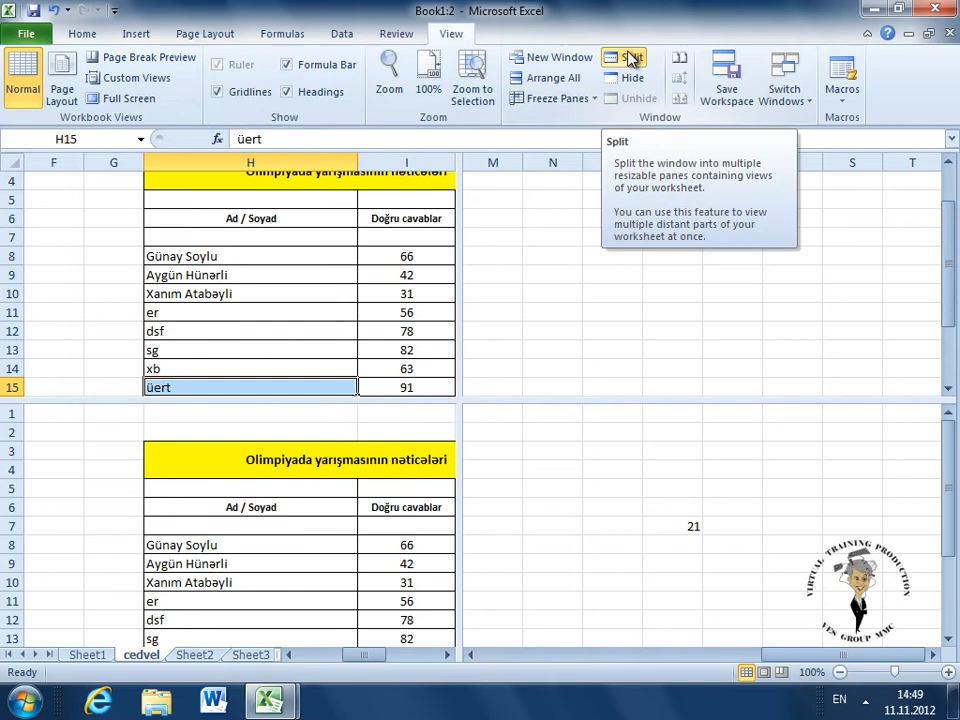 Book1:2 - Microsoft Excel
File Home Insert Page Layout Formulas Data Review View
Normal
Page Layout
Page Break Preview
Custom Views
Full Screen
Workbook Views
Ruler
Formula Bar
Gridlines
Headings
Show
Zoom
100%
Zoom to Selection
Zoom
New Window
Arrange All
Freeze Panes
Split
Hide
Unhide
Window
Save Workspace
Switch Windows
Macros
Macros
H15 fx üert
Split
Split the window into multiple
resizable panes containing views
of your worksheet.
You can use this feature to view
multiple distant parts of your
worksheet at once.
F G H I M N S T
4 Olimpiyada yarışmasının nəticələri
5
6 Ad / Soyad Doğru cavablar
7
8 Günay Soylu 66
9 Aygün Hünərli 42
10 Xanım Atabəyli 31
11 er 56
12 dsf 78
13 sg 82
14 xb 63
15 üert 91
1
2
3 Olimpiyada yarışmasının nəticələri
4
5
6 Ad / Soyad Doğru cavablar
7 21
8 Günay Soylu 66
9 Aygün Hünərli 42
10 Xanım Atabəyli 31
11 er 56
12 dsf 78
13 sg 82
VIRTUAL TRAINING PRODUCTION
YES GROUP MMC
Sheet1 cedvel Sheet2 Sheet3
Ready 100%
EN 14:49
11.11.2012